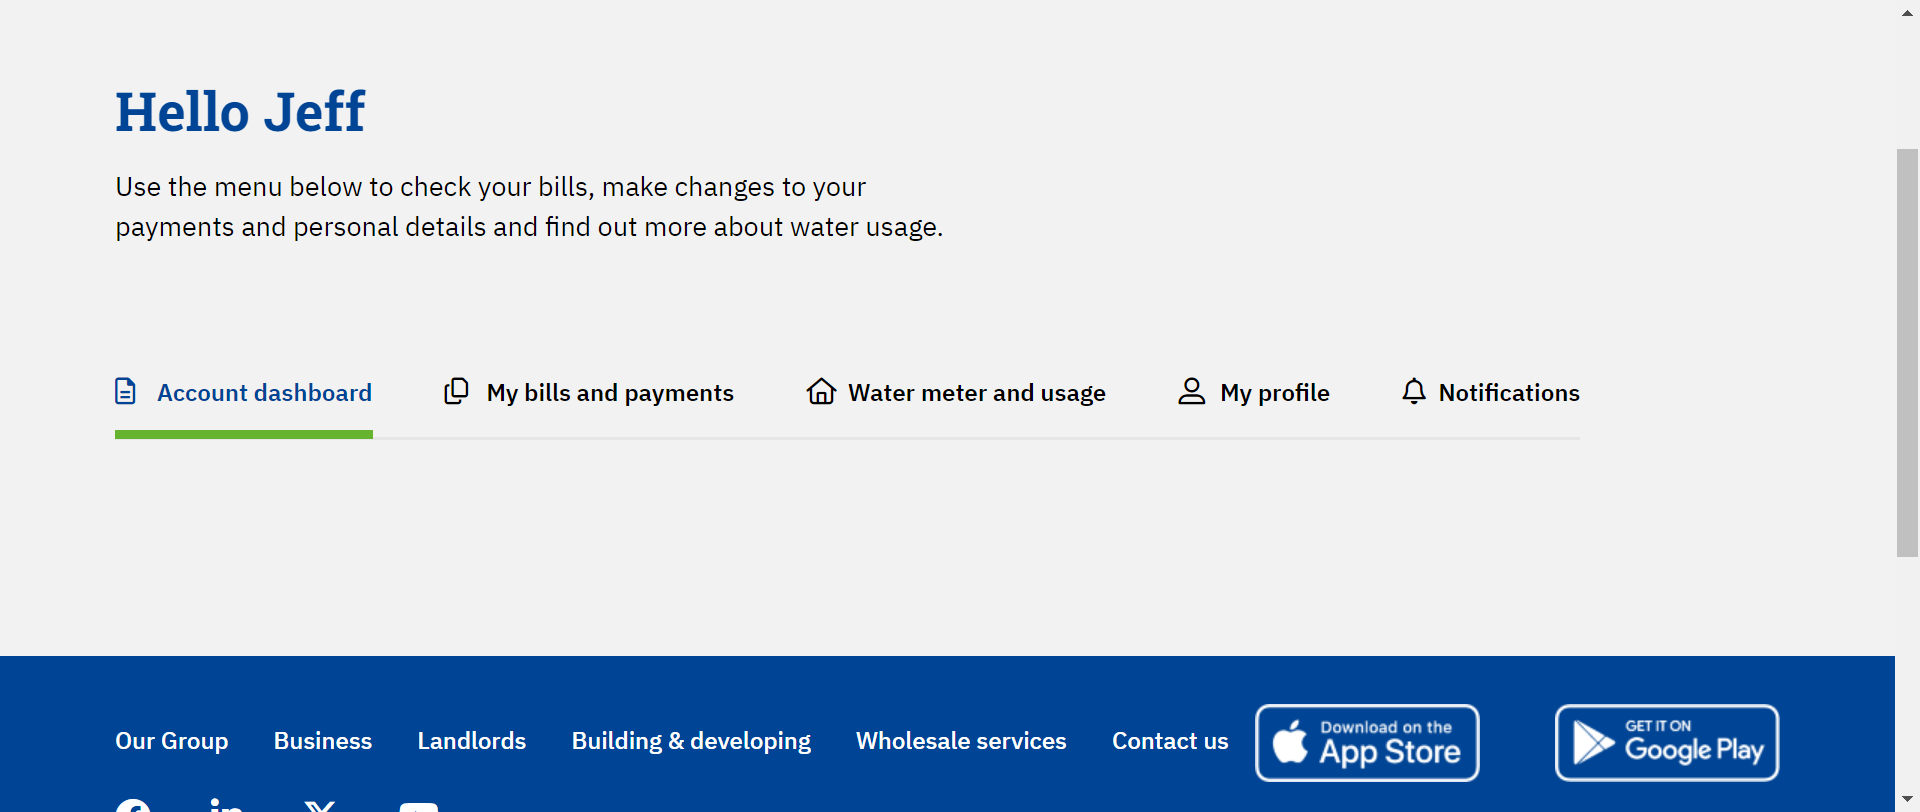 Hello Jeff
Use the menu below to check your bills, make changes to your
payments and personal details and find out more about water usage.
Account dashboard
My bills and payments
Water meter and usage
My profile
Notifications
Our Group
Business
Landlords
Building & developing
Wholesale services
Contact us
Download on the
App Store
GET IT ON
Google Play